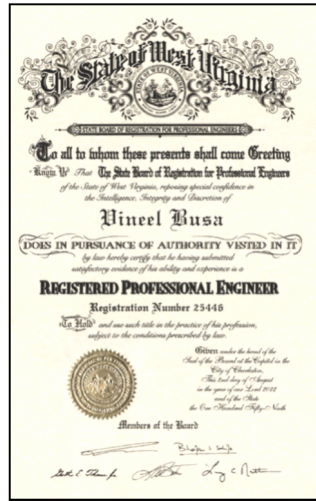 The State of West Virginia
STATE OF WEST VIRGINIA
STATE BOARD OF REGISTRATION FOR PROFESSIONAL ENGINEERS
To all to whom these presents shall come Greeting
Know Ye That The State Board of Registration for Professional Engineers
of the State of West Virginia, reposing special confidence in
the Intelligence, Integrity and Discretion of
Vineel Busa
DOES IN PURSUANCE OF AUTHORITY VESTED IN IT
by law hereby certify that he having submitted
satisfactory evidence of his ability and experience is a
REGISTERED PROFESSIONAL ENGINEER
Registration Number 25446
To Hold and use such title in the practice of his profession,
subject to the conditions prescribed by law.
Given under the hand of the
Seal of the Board at the Capitol in the
City of Charleston,
This 2nd day of August
in the year of our Lord 2022
and of the State
the One Hundred Fifty-Ninth
Members of the Board